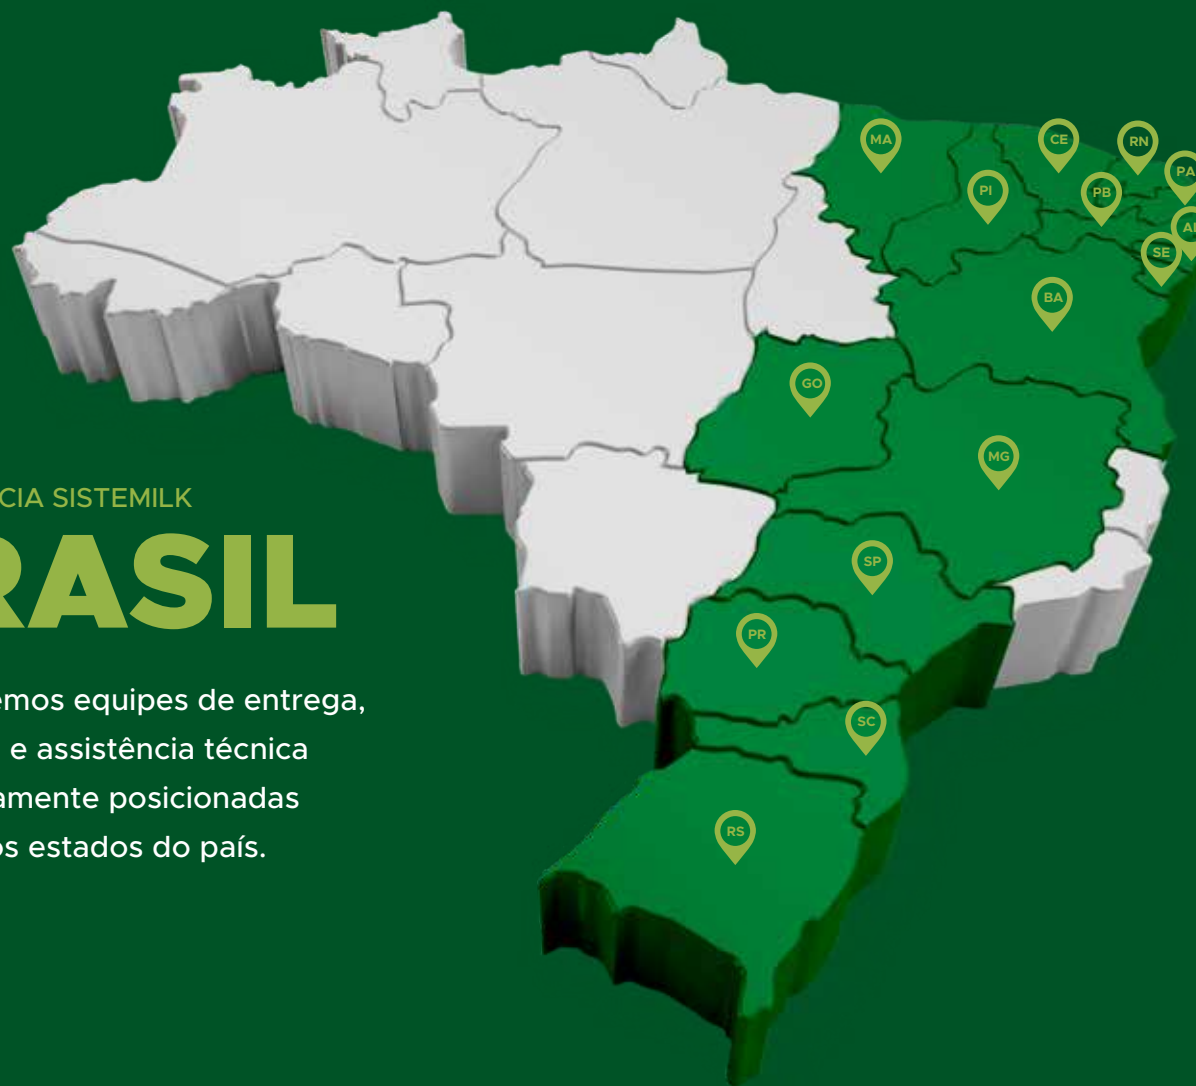 CIA SISTEMILK
RASIL
emos equipes de entrega,
e assistência técnica
amente posicionadas
os estados do país.
MA
CE
RN
PA
PI
PB
SE
BA
GO
MG
SP
PR
SC
RS